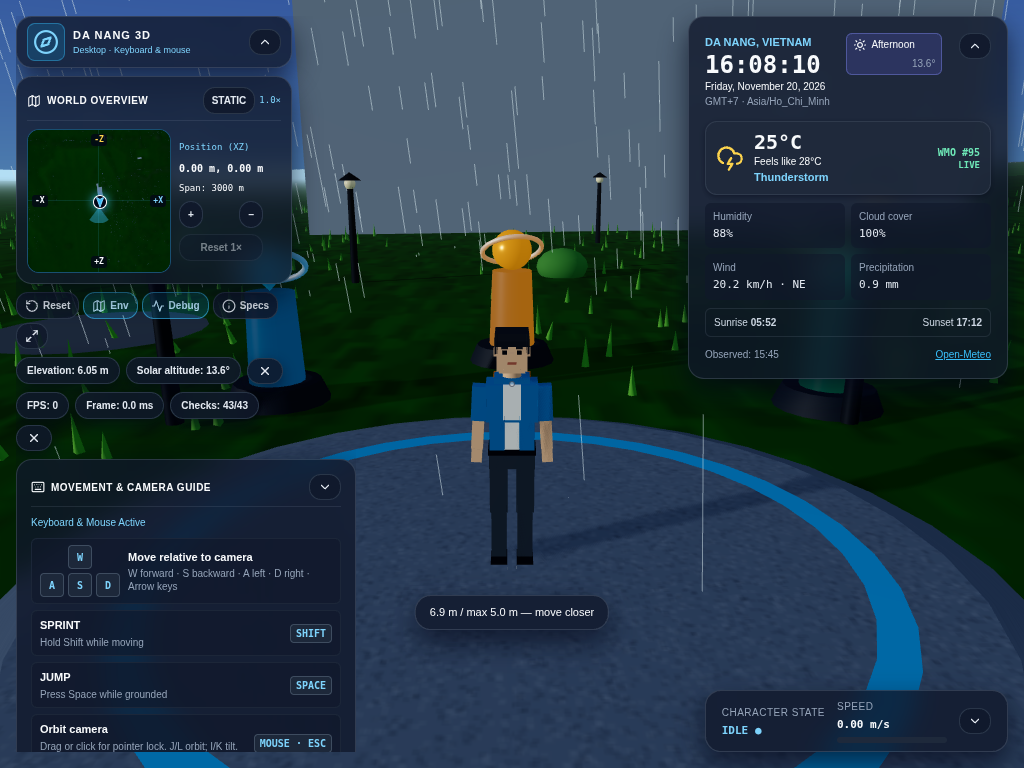 DA NANG 3D
Desktop · Keyboard & mouse
WORLD OVERVIEW
STATIC
1.0×
-Z
-X
+X
+Z
Position (XZ)
0.00 m, 0.00 m
Span: 3000 m
+
−
Reset 1×
Reset
Env
Debug
Specs
Elevation: 6.05 m
Solar altitude: 13.6°
FPS: 0
Frame: 0.0 ms
Checks: 43/43
MOVEMENT & CAMERA GUIDE
Keyboard & Mouse Active
W
A S D
Move relative to camera
W forward · S backward · A left · D right ·
Arrow keys
SPRINT
Hold Shift while moving
SHIFT
JUMP
Press Space while grounded
SPACE
Orbit camera
Drag or click for pointer lock. J/L orbit; I/K tilt.
MOUSE · ESC
6.9 m / max 5.0 m — move closer
DA NANG, VIETNAM
16:08:10
Friday, November 20, 2026
GMT+7 · Asia/Ho_Chi_Minh
Afternoon
13.6°
25°C
Feels like 28°C
Thunderstorm
WMO #95
LIVE
Humidity
88%
Cloud cover
100%
Wind
20.2 km/h · NE
Precipitation
0.9 mm
Sunrise 05:52
Sunset 17:12
Observed: 15:45
Open-Meteo
CHARACTER STATE
IDLE ●
SPEED
0.00 m/s